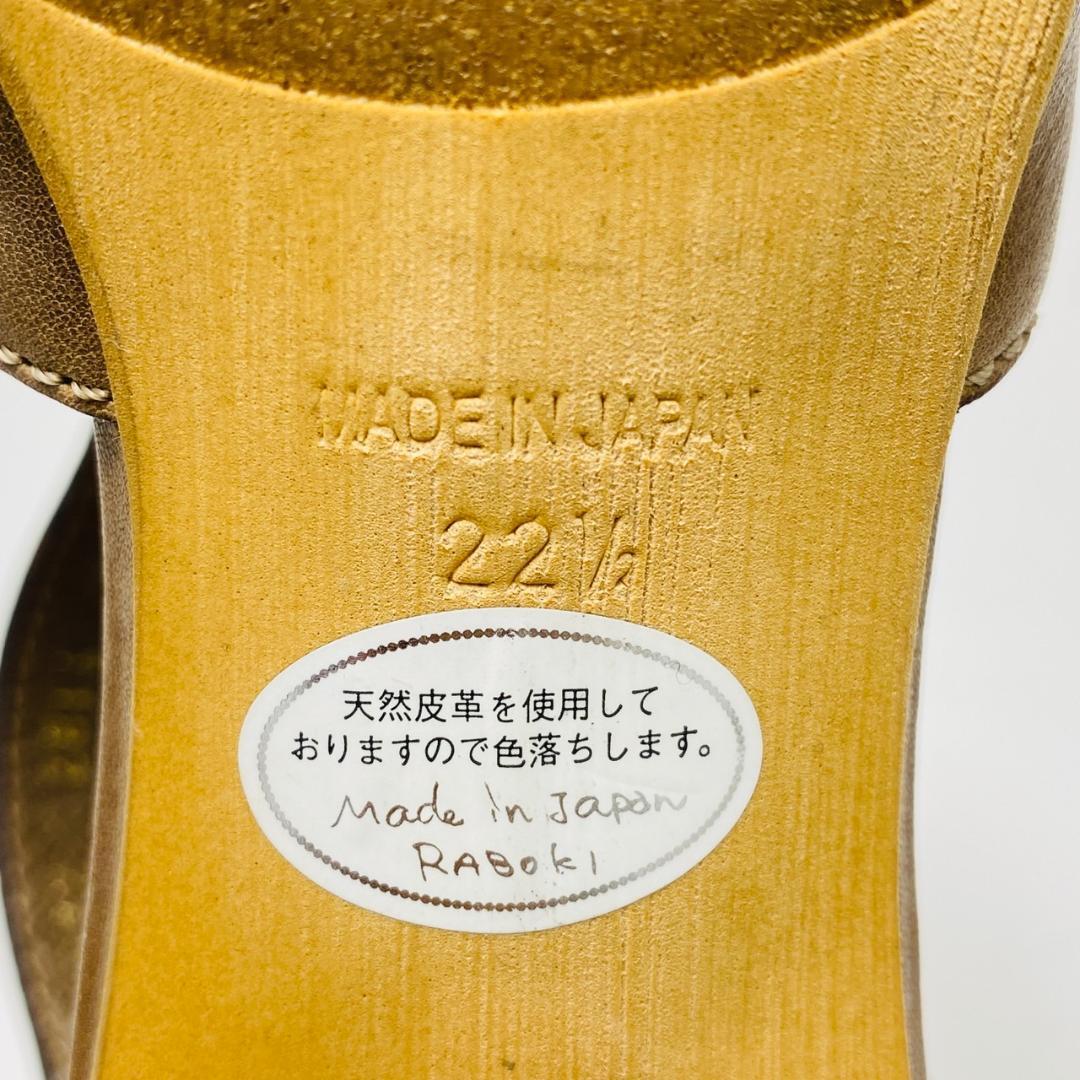 MADE IN JAPAN
22 ½
天然皮革を使用して
おりますので色落ちします。
Made in Japan
RABOKI